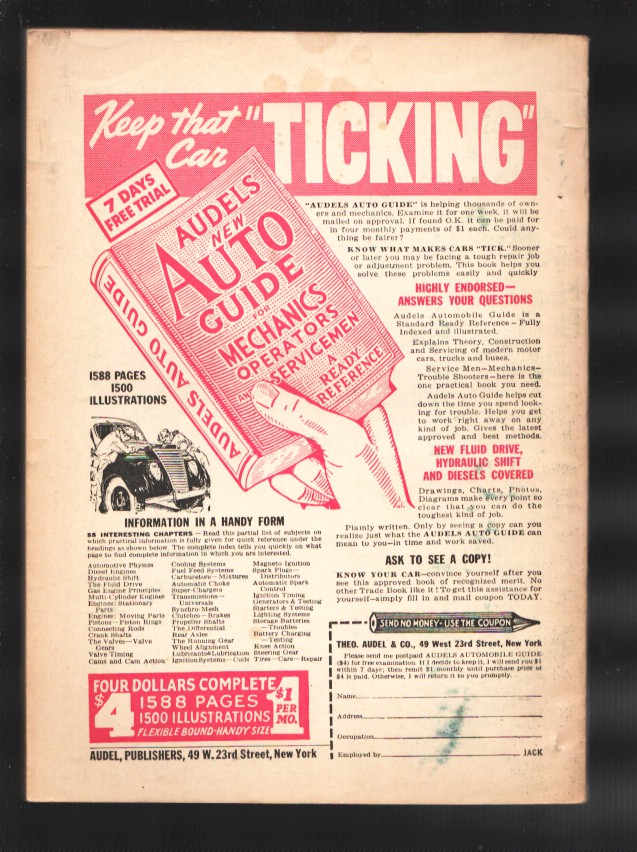 Keep that "TICKING"
Car
7 DAYS
FREE TRIAL
AUDELS
NEW
AUTO
GUIDE
FOR
MECHANICS
OPERATORS
AND SERVICEMEN
A
READY
REFERENCE
AUDELS AUTO GUIDE
1588 PAGES
1500
ILLUSTRATIONS
"AUDELS AUTO GUIDE" is helping thousands of own-
ers and mechanics. Examine it for one week, it will be
mailed on approval. If found O.K. it can be paid for
in four monthly payments of $1 each. Could any-
thing be fairer?
KNOW WHAT MAKES CARS "TICK." Sooner
or later you may be facing a tough repair job
or adjustment problem. This book helps you
solve these problems easily and quickly
HIGHLY ENDORSED—
ANSWERS YOUR QUESTIONS
Audels Automobile Guide is a
Standard Ready Reference – Fully
Indexed and illustrated.
Explains Theory, Construction
and Servicing of modern motor
cars, trucks and buses.
Service Men—Mechanics—
Trouble Shooters—here is the
one practical book you need.
Audels Auto Guide helps cut
down the time you spend look-
ing for trouble. Helps you get
to work right away on any
kind of job. Gives the latest
approved and best methods.
NEW FLUID DRIVE,
HYDRAULIC SHIFT
AND DIESELS COVERED
Drawings, Charts, Photos,
Diagrams make every point so
clear that you can do the
toughest kind of job.
Plainly written. Only by seeing a copy can you
realize just what the AUDELS AUTO GUIDE can
mean to you—in time and work saved.
ASK TO SEE A COPY!
KNOW YOUR CAR—convince yourself after you
see this approved book of recognized merit. No
other Trade Book like it! To get this assistance for
yourself—simply fill in and mail coupon TODAY.
INFORMATION IN A HANDY FORM
55 INTERESTING CHAPTERS — Read this partial list of subjects on
which practical information is fully given for quick reference under the
headings as shown below. The complete index tells you quickly on what
page to find complete information in which you are interested.
Automotive Physics
Diesel Engines
Hydraulic Shift
The Fluid Drive
Gas Engine Principles
Multi-Cylinder Engines
Engines: Stationary
Parts
Engines: Moving Parts
Pistons—Piston Rings
Connecting Rods
Crank Shafts
The Valves—Valve
Gears
Valve Timing
Cams and Cam Action
Cooling Systems
Fuel Feed Systems
Carburetors—Mixtures
Automatic Choke
Super-Chargers
Transmissions—
Universals
Synchro-Mesh
Clutches—Brakes
Propeller Shafts
The Differential
Rear Axles
The Running Gear
Wheel Alignment
Lubricants&Lubrication
Ignition Systems—Coils
Magneto Ignition
Spark Plugs—
Distributors
Automatic Spark
Control
Ignition Timing
Generators & Testing
Starters & Testing
Lighting Systems
Storage Batteries
—Troubles
Battery Charging
—Testing
Knee Action
Steering Gear
Tires—Care—Repair
FOUR DOLLARS COMPLETE
$4
1588 PAGES
1500 ILLUSTRATIONS
FLEXIBLE BOUND-HANDY SIZE
$1
PER
MO.
AUDEL, PUBLISHERS, 49 W. 23rd Street, New York
SEND NO MONEY - USE THE COUPON
THEO. AUDEL & CO., 49 West 23rd Street, New York
Please send me postpaid AUDELS AUTOMOBILE GUIDE
($4) for free examination. If I decide to keep it, I will send you $1
within 7 days; then remit $1 monthly until purchase price of
$4 is paid. Otherwise, I will return it to you promptly.
Name
Address
Occupation
Employed by JACK